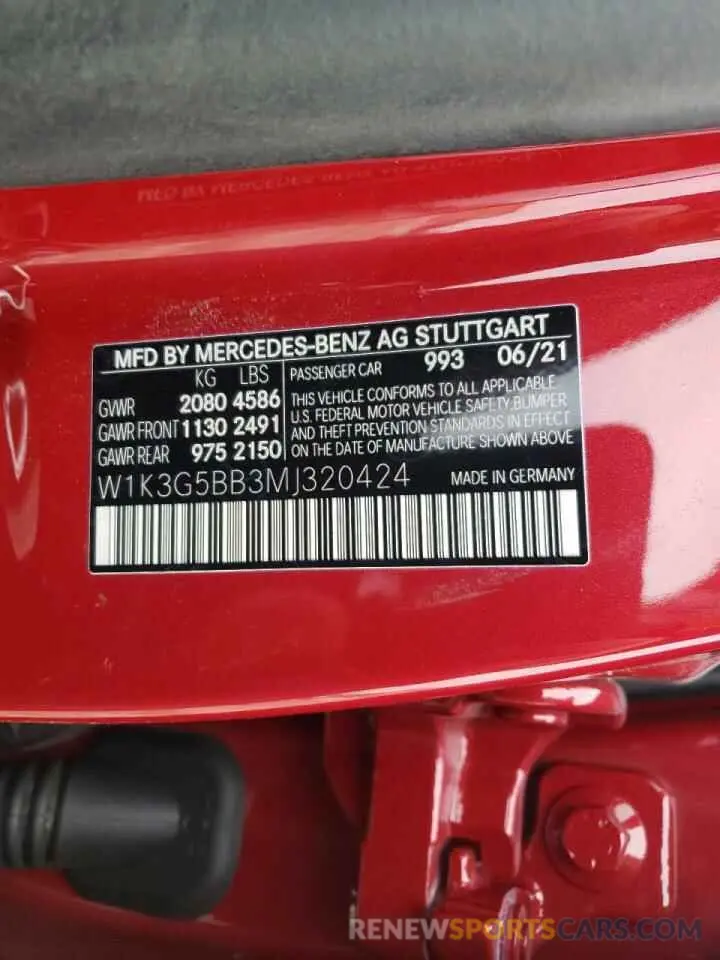 MFD BY MERCEDES-BENZ AG STUTTGART
KG LBS PASSENGER CAR 993 06/21
GWWR 2080 4586
GAWR FRONT 1130 2491
GAWR REAR 975 2150
THIS VEHICLE CONFORMS TO ALL APPLICABLE
U.S. FEDERAL MOTOR VEHICLE SAFETY, BUMPER
AND THEFT PREVENTION STANDARDS IN EFFECT
ON THE DATE OF MANUFACTURE SHOWN ABOVE
W1K3G5BB3MJ320424 MADE IN GERMANY
RENEWSPORTSCARS.COM